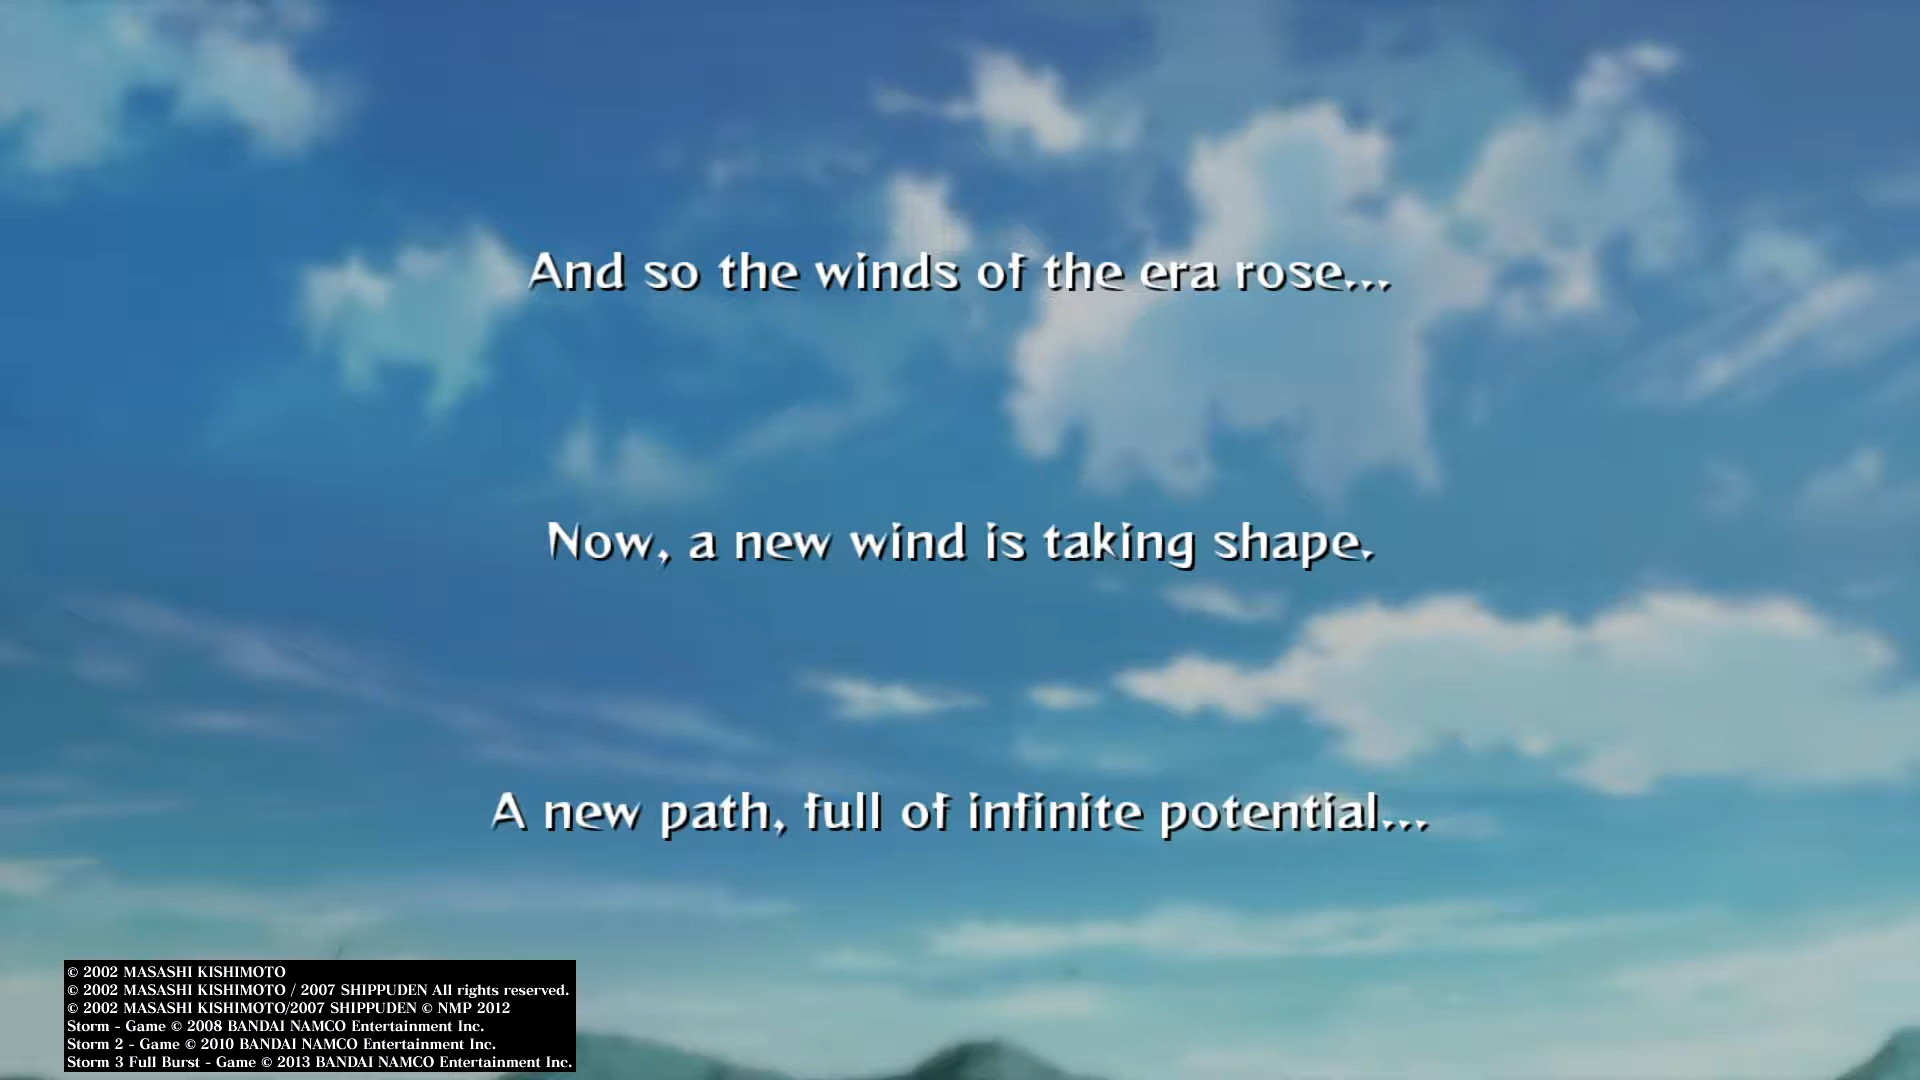 And so the winds of the era rose...
Now, a new wind is taking shape.
A new path, full of infinite potential...
© 2002 MASASHI KISHIMOTO
© 2002 MASASHI KISHIMOTO / 2007 SHIPPUDEN All rights reserved.
© 2002 MASASHI KISHIMOTO/2007 SHIPPUDEN © NMP 2012
Storm - Game © 2008 BANDAI NAMCO Entertainment Inc.
Storm 2 - Game © 2010 BANDAI NAMCO Entertainment Inc.
Storm 3 Full Burst - Game © 2013 BANDAI NAMCO Entertainment Inc.